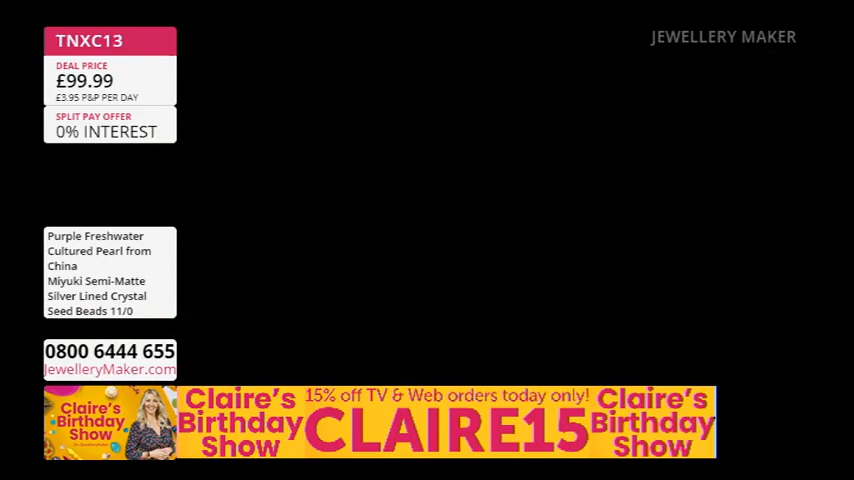 TNXC13
DEAL PRICE
£99.99
£3.95 P&P PER DAY
SPLIT PAY OFFER
0% INTEREST
JEWELLERY MAKER
Purple Freshwater
Cultured Pearl from
China
Miyuki Semi-Matte
Silver Lined Crystal
Seed Beads 11/0
0800 6444 655
JewelleryMaker.com
Claire's
Birthday
Show
Claire's
Birthday
Show
15% off TV & Web orders today only!
CLAIRE15
Claire's
Birthday
Show